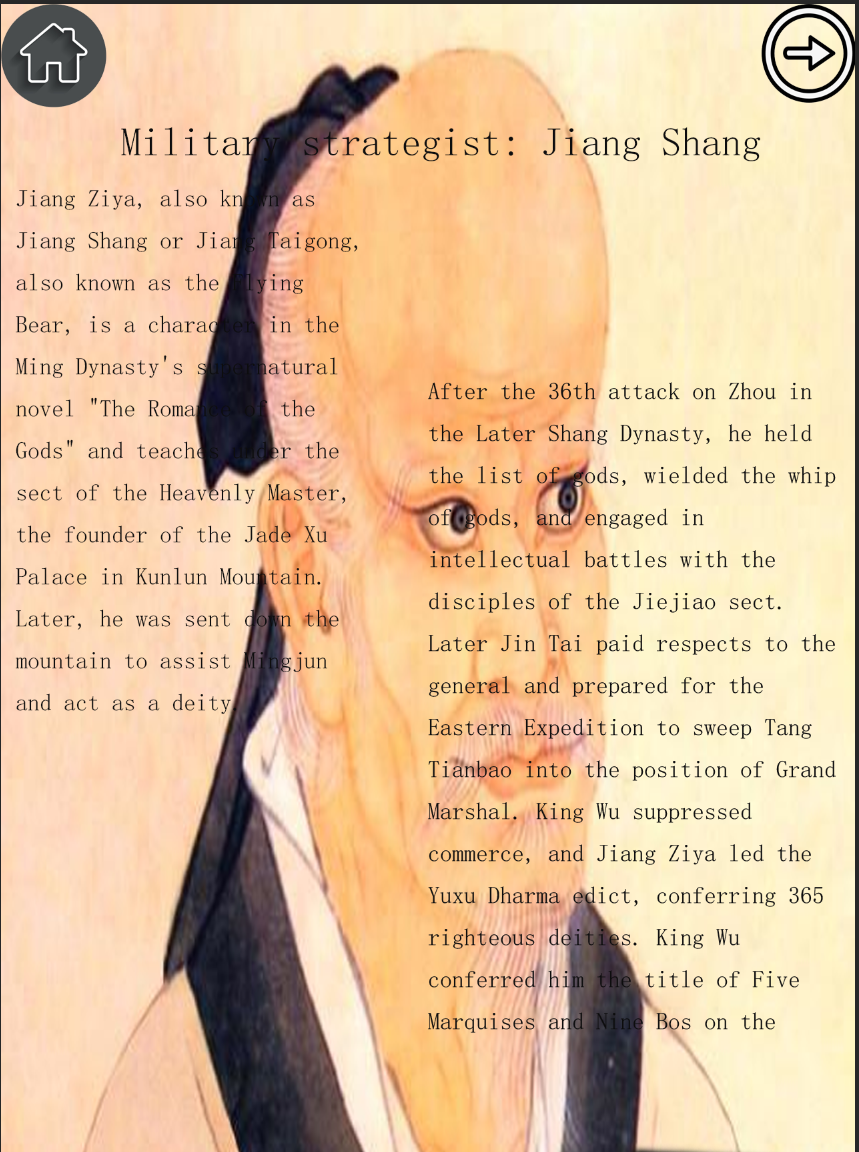 Military strategist: Jiang Shang
Jiang Ziya, also known as
Jiang Shang or Jiang Taigong,
also known as the Flying
Bear, is a character in the
Ming Dynasty's supernatural
novel "The Romance of the
Gods" and teaches under the
sect of the Heavenly Master,
the founder of the Jade Xu
Palace in Kunlun Mountain.
Later, he was sent down the
mountain to assist Mingjun
and act as a deity.
After the 36th attack on Zhou in
the Later Shang Dynasty, he held
the list of gods, wielded the whip
of gods, and engaged in
intellectual battles with the
disciples of the Jiejiao sect.
Later Jin Tai paid respects to the
general and prepared for the
Eastern Expedition to sweep Tang
Tianbao into the position of Grand
Marshal. King Wu suppressed
commerce, and Jiang Ziya led the
Yuxu Dharma edict, conferring 365
righteous deities. King Wu
conferred him the title of Five
Marquises and Nine Bos on the